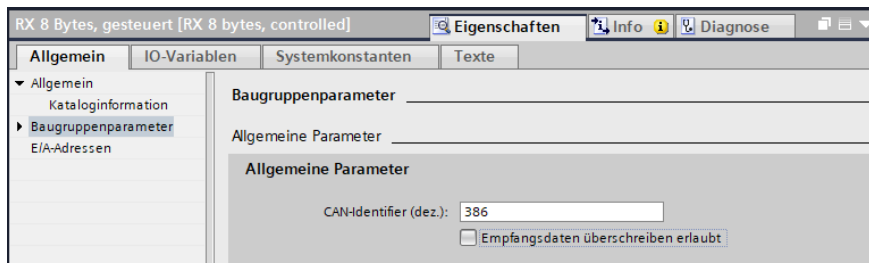 RX 8 Bytes, gesteuert [RX 8 bytes, controlled] Eigenschaften Info Diagnose
Allgemein IO-Variablen Systemkonstanten Texte
Allgemein
Kataloginformation
Baugruppenparameter
E/A-Adressen
Baugruppenparameter
Allgemeine Parameter
Allgemeine Parameter
CAN-Identifier (dez.): 386
Empfangsdaten überschreiben erlaubt